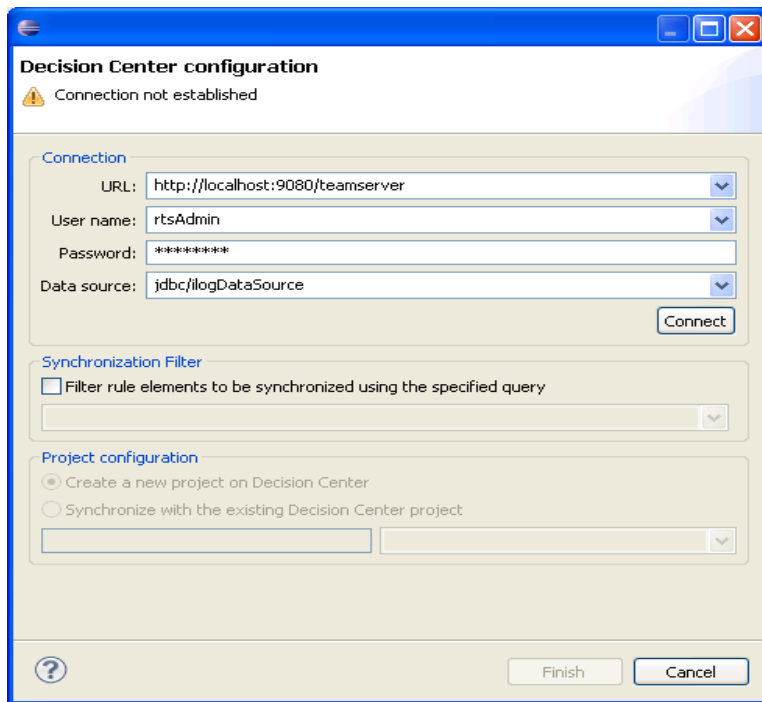 Decision Center configuration
Connection not established
Connection
URL: http://localhost:9080/teamserver
User name: rtsAdmin
Password: ********
Data source: jdbc/ilogDataSource
Connect
Synchronization Filter
Filter rule elements to be synchronized using the specified query
Project configuration
Create a new project on Decision Center
Synchronize with the existing Decision Center project
? Finish Cancel